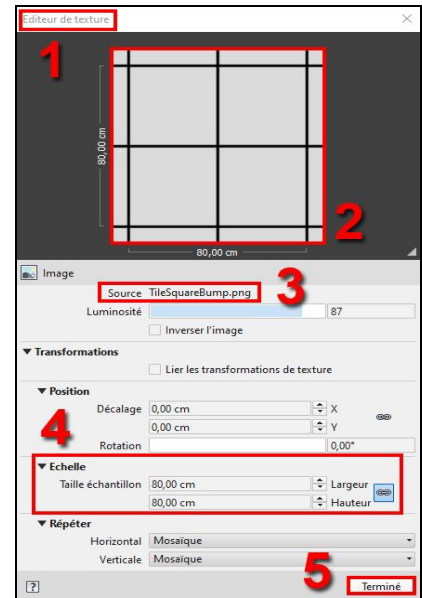 Editeur de texture
1
80,00 cm
2
80,00 cm
Image
3
Source TileSquareBump.png
Luminosité 87
Inverser l'image
Transformations
Lier les transformations de texture
Position
4
Décalage 0,00 cm X
0,00 cm Y
Rotation 0,00°
Echelle
Taille échantillon 80,00 cm Largeur
80,00 cm Hauteur
Répéter
Horizontal Mosaïque
Verticale Mosaïque
5
? Terminé